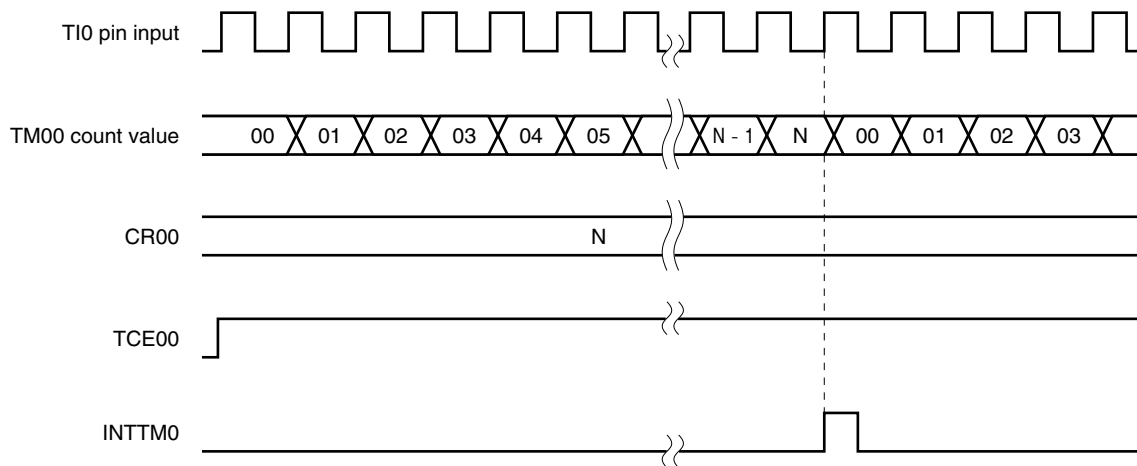 TI0 pin input
TM00 count value 00 01 02 03 04 05 N - 1 N 00 01 02 03
CR00 N
TCE00
INTTM0